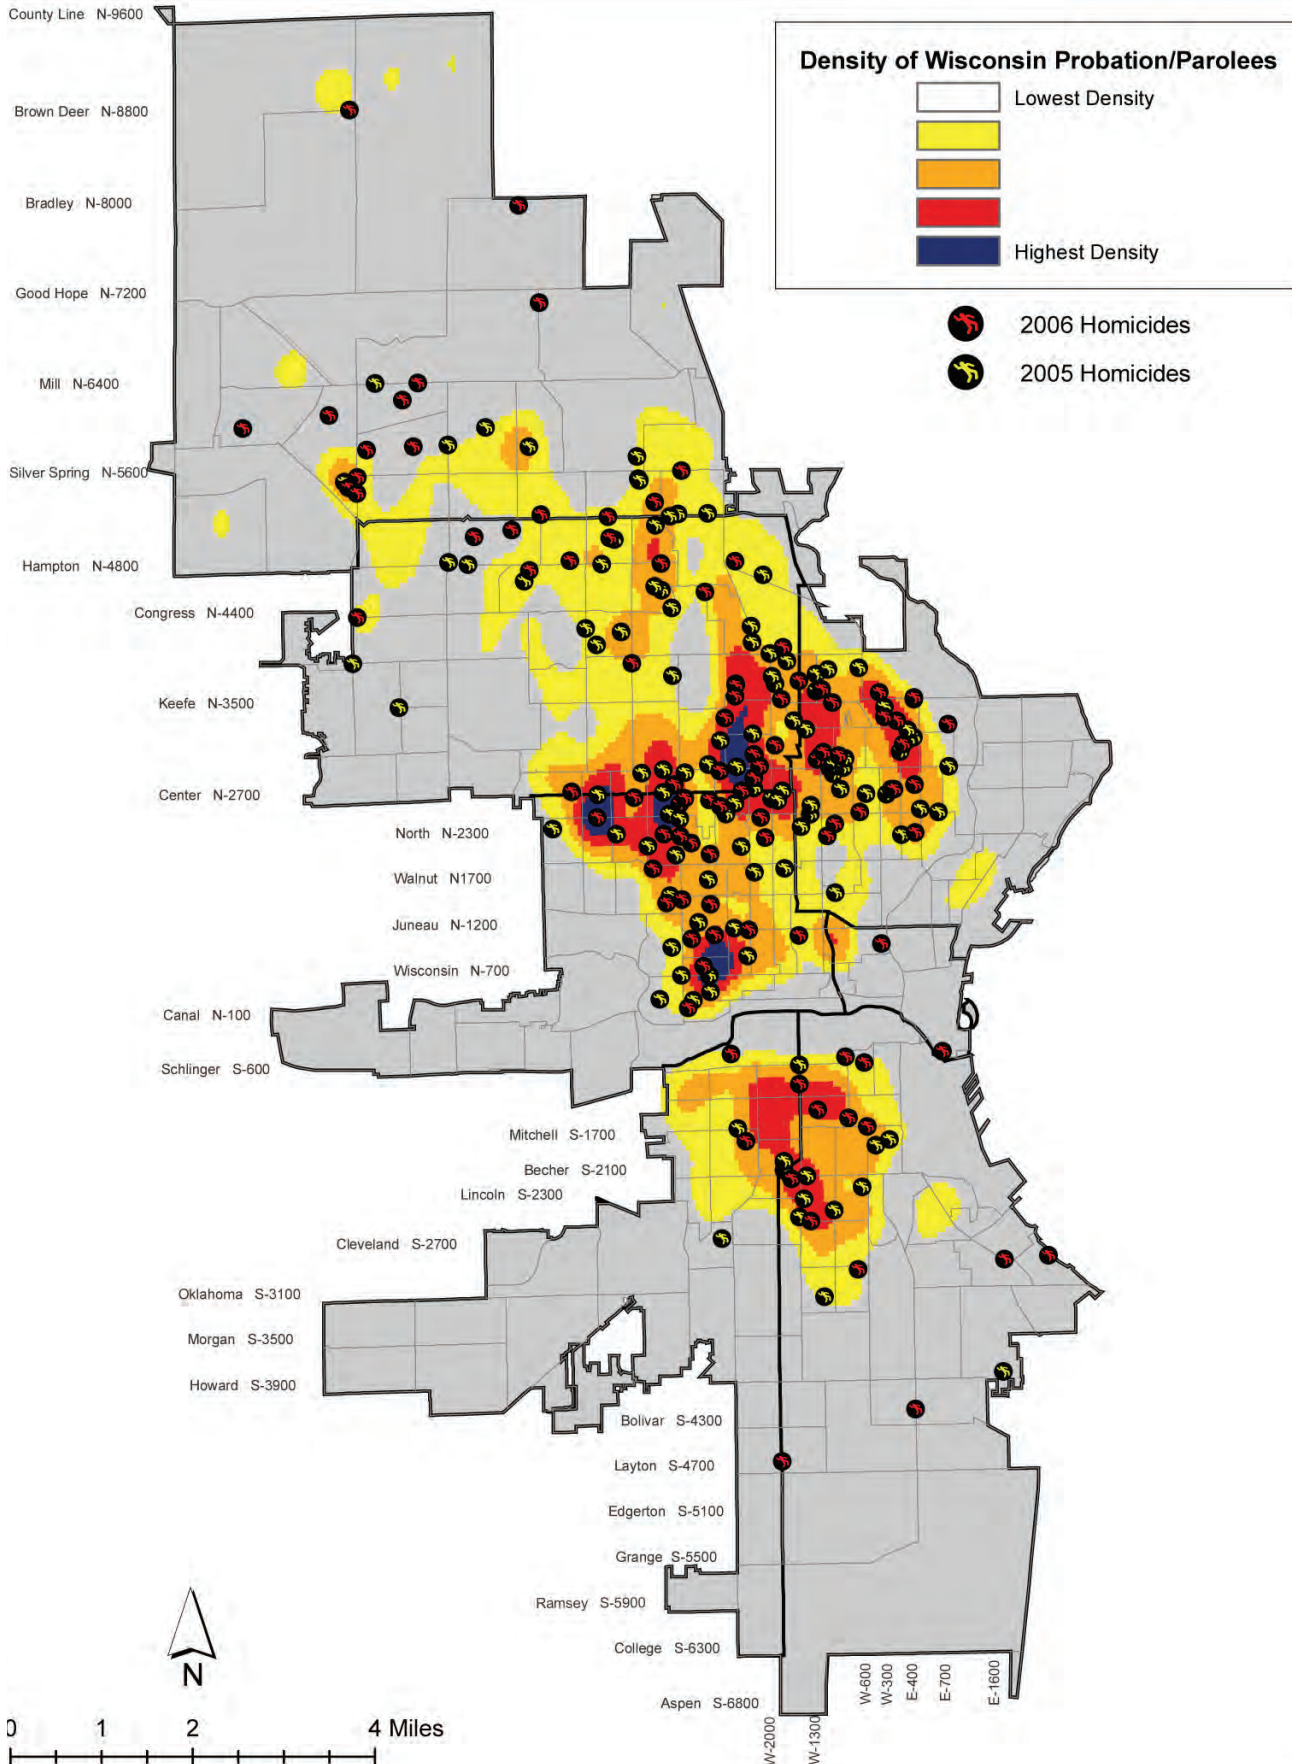 County Line N-9600
Density of Wisconsin Probation/Parolees
Lowest Density
Brown Deer N-8800
Bradley N-8000
Highest Density
Good Hope N-7200
2006 Homicides
2005 Homicides
Mill N-6400
Silver Spring N-5600
Hampton N-4800
Congress N-4400
Keefe N-3500
Center N-2700
North N-2300
Walnut N1700
Juneau N-1200
Wisconsin N-700
Canal N-100
Schlinger S-600
Mitchell S-1700
Becher S-2100
Lincoln S-2300
Cleveland S-2700
Oklahoma S-3100
Morgan S-3500
Howard S-3900
Bolivar S-4300
Layton S-4700
Edgerton S-5100
Grange S-5500
Ramsey S-5900
College S-6300
Aspen S-6800
W-2000
W-1300
W-600
W-300
E-400
E-700
E-1600
N
0 1 2 4 Miles